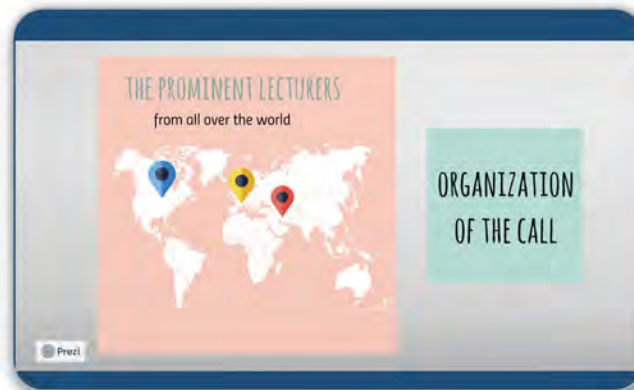 THE PROMINENT LECTURERS
from all over the world
ORGANIZATION
OF THE CALL
Prezi